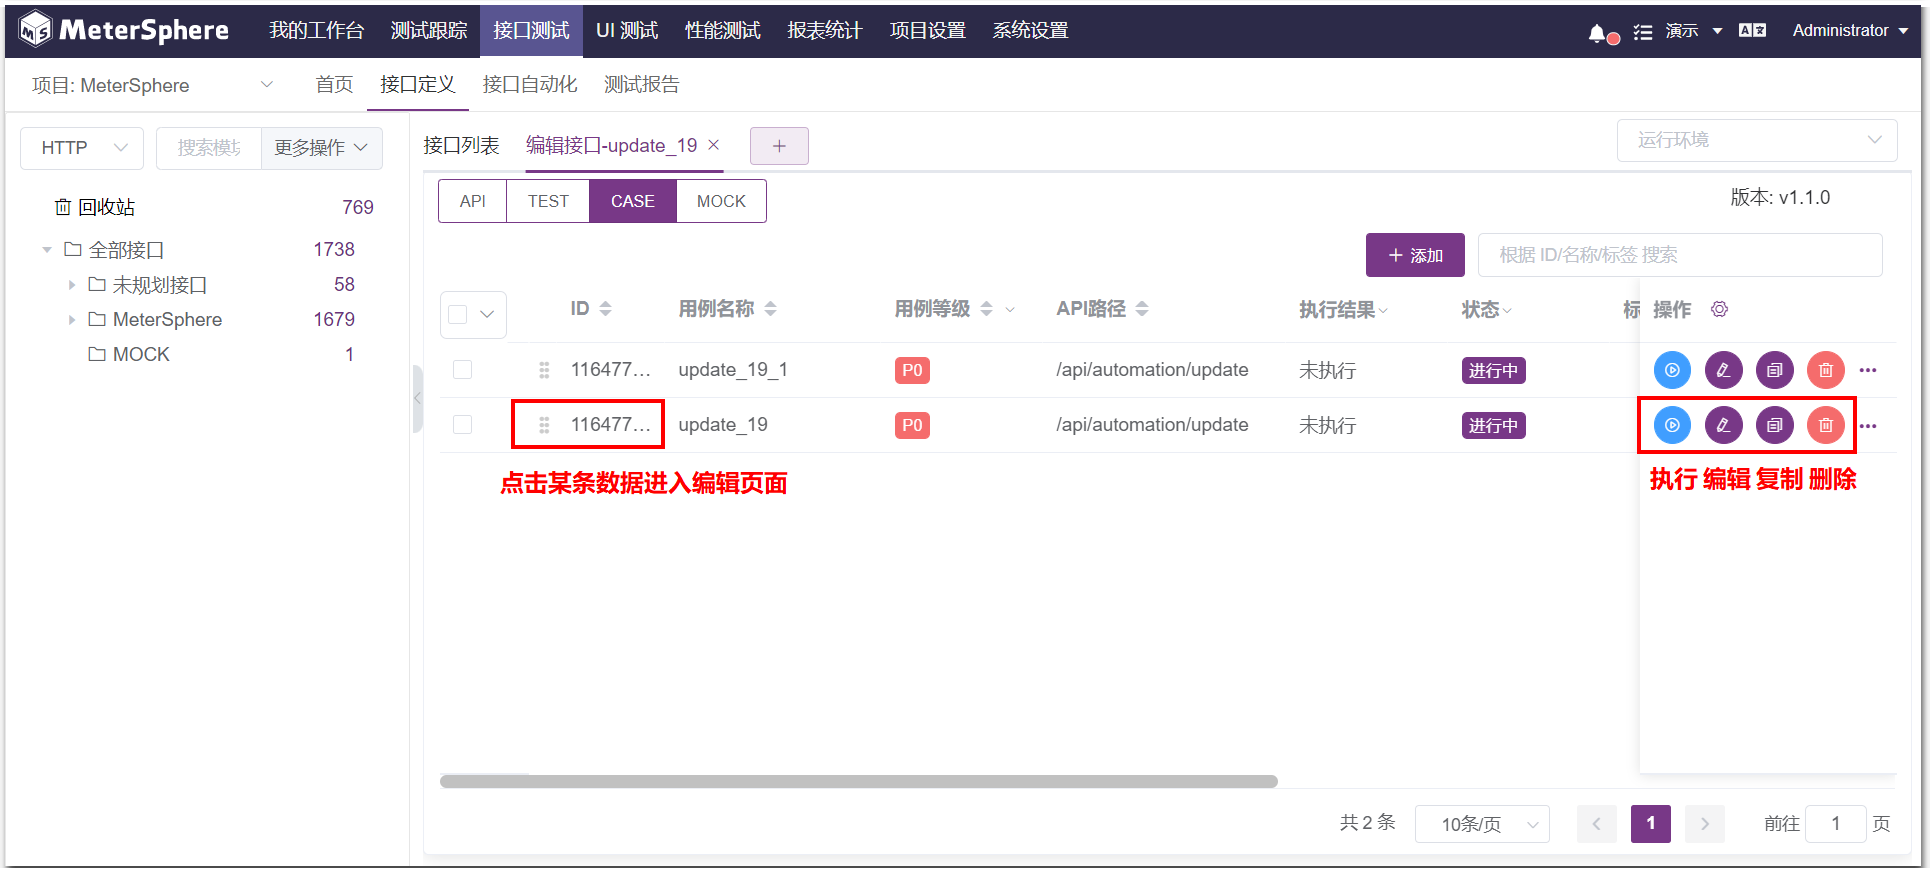 MeterSphere 我的工作台 测试跟踪 接口测试 UI 测试 性能测试 报表统计 项目设置 系统设置 演示 Administrator
项目: MeterSphere 首页 接口定义 接口自动化 测试报告
HTTP 搜索模块 更多操作 接口列表 编辑接口-update_19 × + 运行环境
API TEST CASE MOCK 版本: v1.1.0
回收站 769
全部接口 1738
未规划接口 58
MeterSphere 1679
MOCK 1
+ 添加 根据 ID/名称/标签 搜索
ID 用例名称 用例等级 API路径 执行结果 状态 标 操作
116477... update_19_1 P0 /api/automation/update 未执行 进行中 ...
116477... update_19 P0 /api/automation/update 未执行 进行中 ...
点击某条数据进入编辑页面 执行 编辑 复制 删除
共 2 条 10条/页 < 1 > 前往 1 页